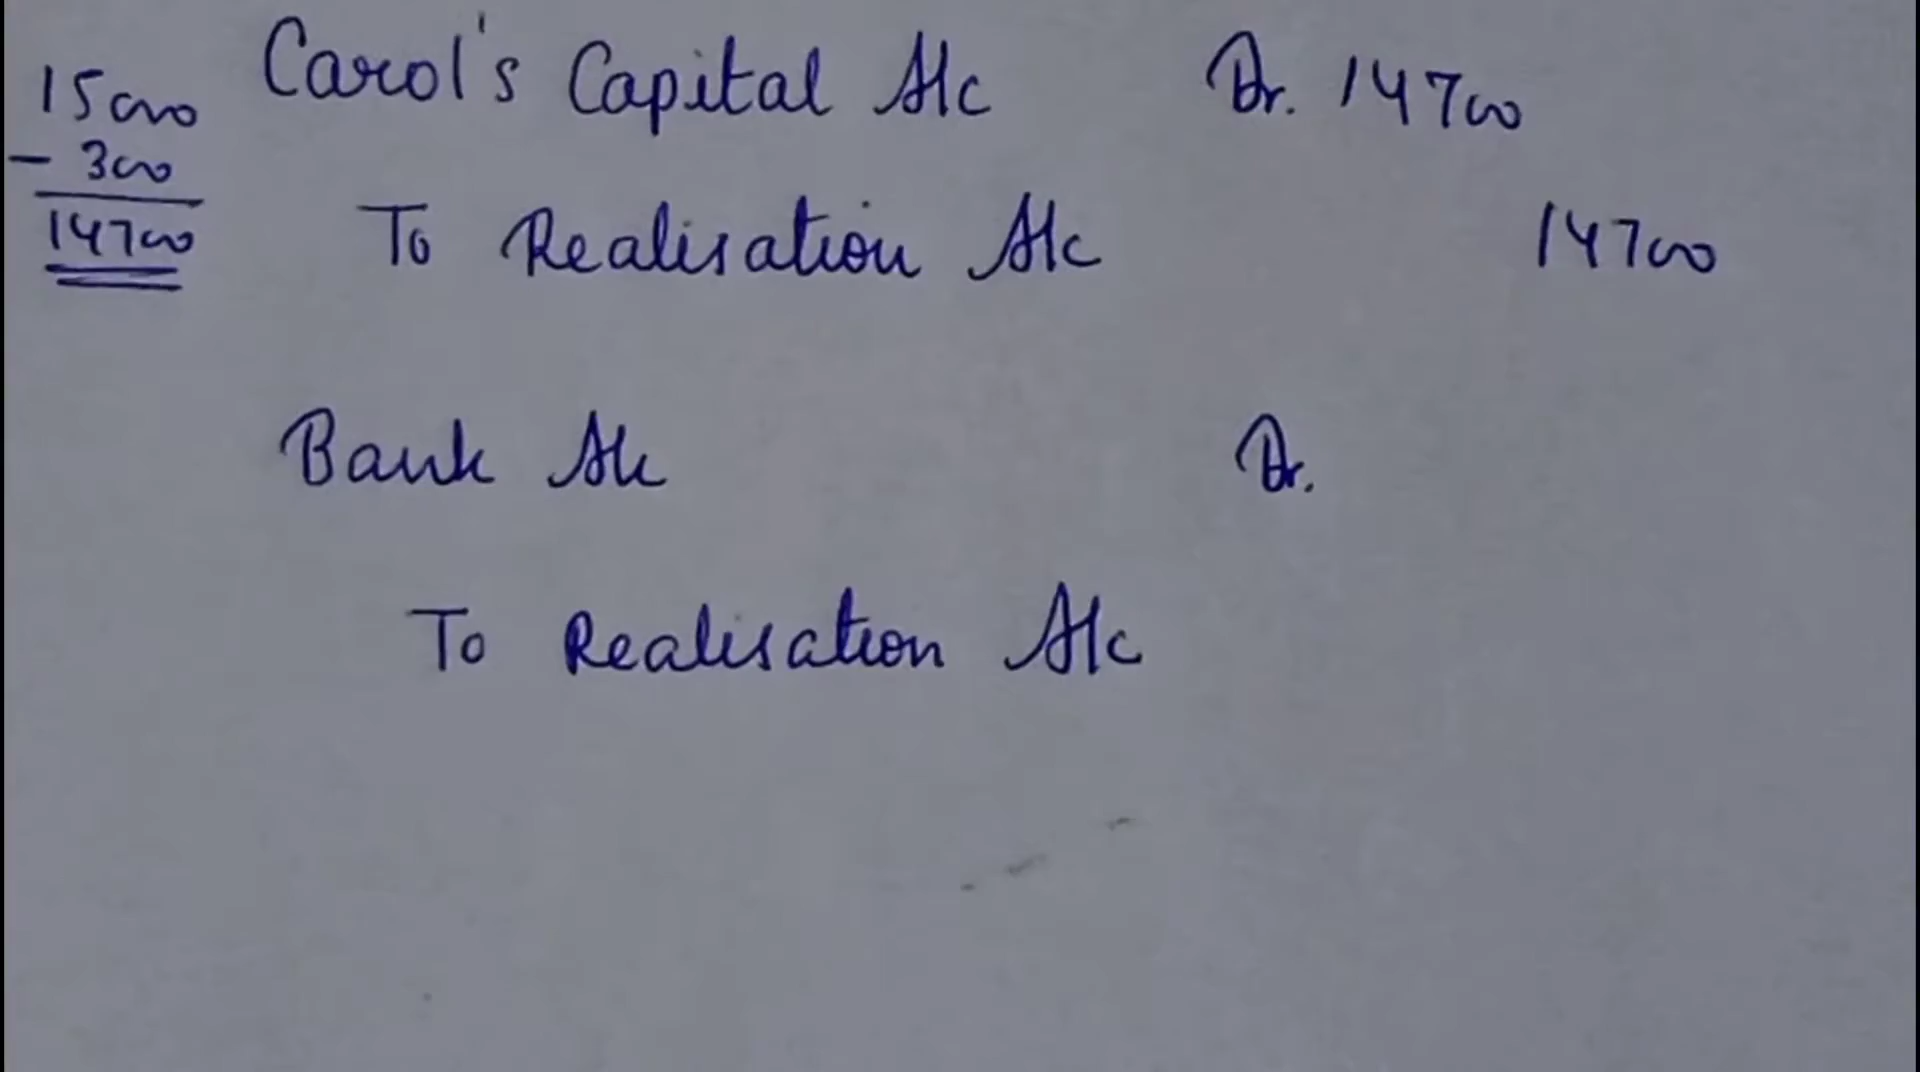 Carol's Capital A/c Dr. 14700
15000
- 300
14700
To Realisation A/c 14700
Bank A/c Dr.
To Realisation A/c